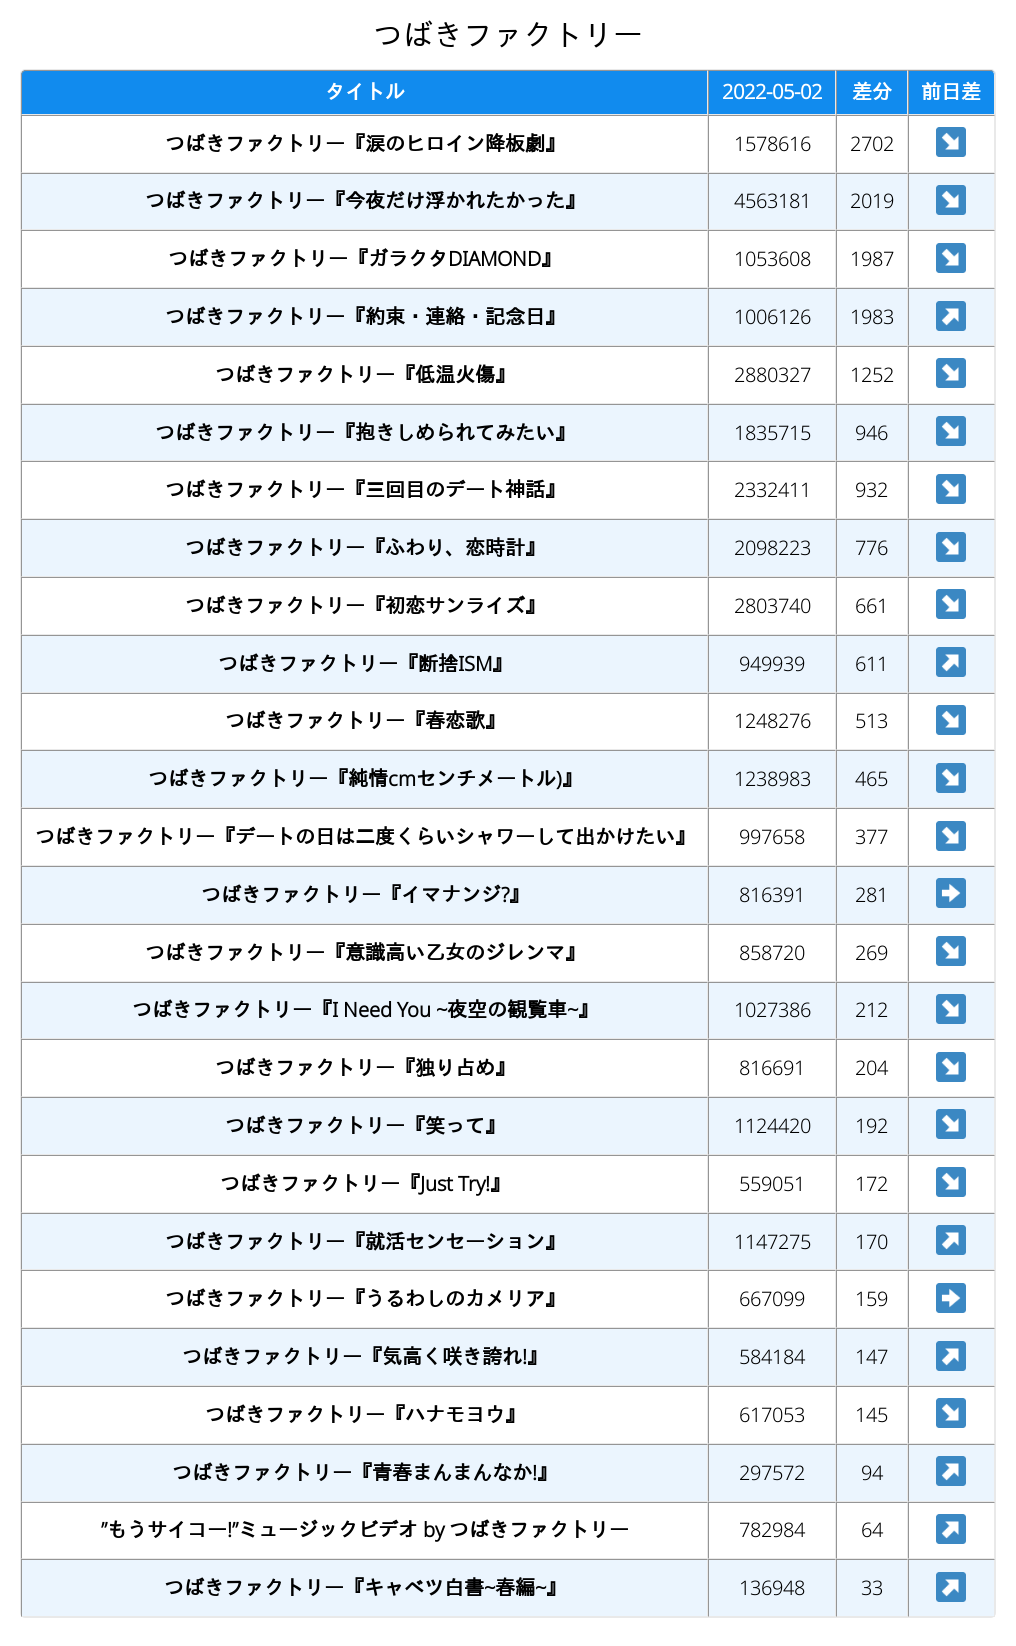 つばきファクトリー
タイトル 2022-05-02 差分 前日差
つばきファクトリー『涙のヒロイン降板劇』 1578616 2702 ↘
つばきファクトリー『今夜だけ浮かれたかった』 4563181 2019 ↘
つばきファクトリー『ガラクタDIAMOND』 1053608 1987 ↘
つばきファクトリー『約束・連絡・記念日』 1006126 1983 ↗
つばきファクトリー『低温火傷』 2880327 1252 ↘
つばきファクトリー『抱きしめられてみたい』 1835715 946 ↘
つばきファクトリー『三回目のデート神話』 2332411 932 ↘
つばきファクトリー『ふわり、恋時計』 2098223 776 ↘
つばきファクトリー『初恋サンライズ』 2803740 661 ↘
つばきファクトリー『断捨ISM』 949939 611 ↗
つばきファクトリー『春恋歌』 1248276 513 ↘
つばきファクトリー『純情cmセンチメートル)』 1238983 465 ↘
つばきファクトリー『デートの日は二度くらいシャワーして出かけたい』 997658 377 ↘
つばきファクトリー『イマナンジ?』 816391 281 ➡
つばきファクトリー『意識高い乙女のジレンマ』 858720 269 ↘
つばきファクトリー『I Need You ~夜空の観覧車~』 1027386 212 ↘
つばきファクトリー『独り占め』 816691 204 ↘
つばきファクトリー『笑って』 1124420 192 ↘
つばきファクトリー『Just Try!』 559051 172 ↘
つばきファクトリー『就活センセーション』 1147275 170 ↗
つばきファクトリー『うるわしのカメリア』 667099 159 ➡
つばきファクトリー『気高く咲き誇れ!』 584184 147 ↗
つばきファクトリー『ハナモヨウ』 617053 145 ↘
つばきファクトリー『青春まんまんなか!』 297572 94 ↗
”もうサイコー!”ミュージックビデオ by つばきファクトリー 782984 64 ↗
つばきファクトリー『キャベツ白書~春編~』 136948 33 ↗